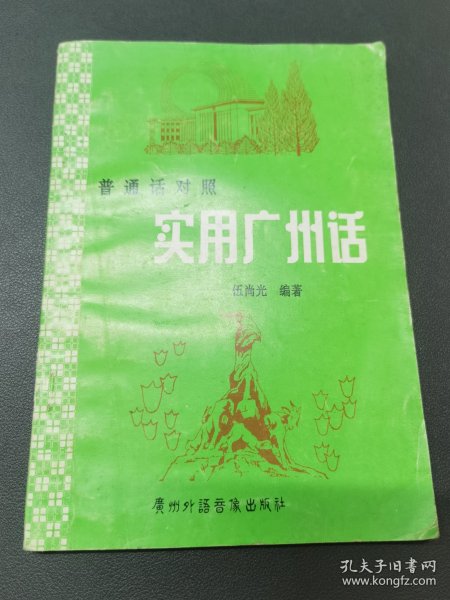 普通话对照
实用广州话
伍尚光 编著
廣州外語音像出版社
孔夫子旧书网
www.kongfz.com